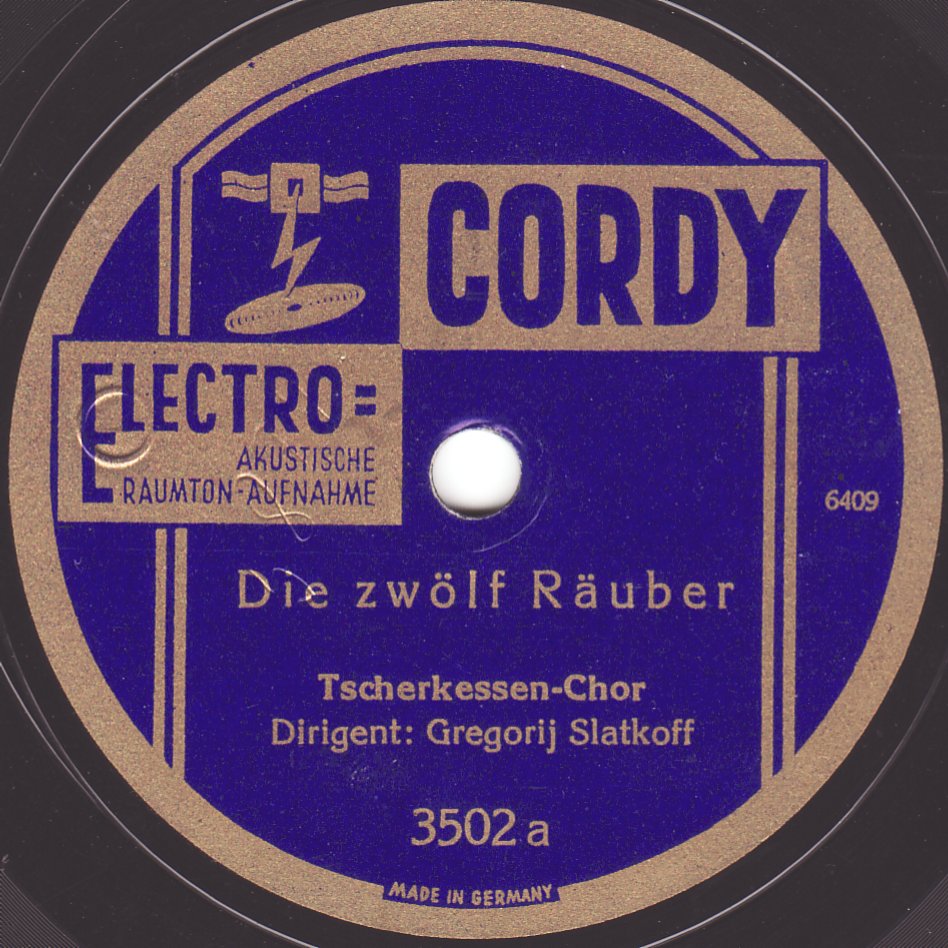 CORDY
ELECTRO=
AKUSTISCHE
RAUMTON-AUFNAHME
6409
Die zwölf Räuber
Tscherkessen-Chor
Dirigent: Gregorij Slatkoff
3502 a
MADE IN GERMANY